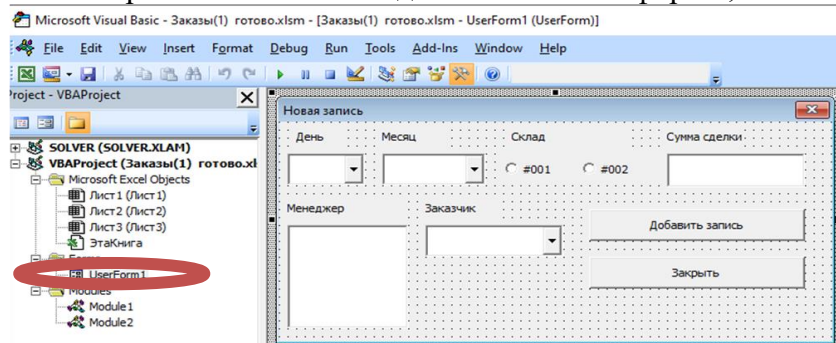 Microsoft Visual Basic - Заказы(1) готово.xlsm - [Заказы(1) готово.xlsm - UserForm1 (UserForm)]
File Edit View Insert Format Debug Run Tools Add-Ins Window Help
Project - VBAProject
SOLVER (SOLVER.XLAM)
VBAProject (Заказы(1) готово.xl
Microsoft Excel Objects
Лист1 (Лист1)
Лист2 (Лист2)
Лист3 (Лист3)
ЭтаКнига
UserForm1
Modules
Module1
Module2
Новая запись
День Месяц Склад Сумма сделки
#001 #002
Менеджер Заказчик
Добавить запись
Закрыть